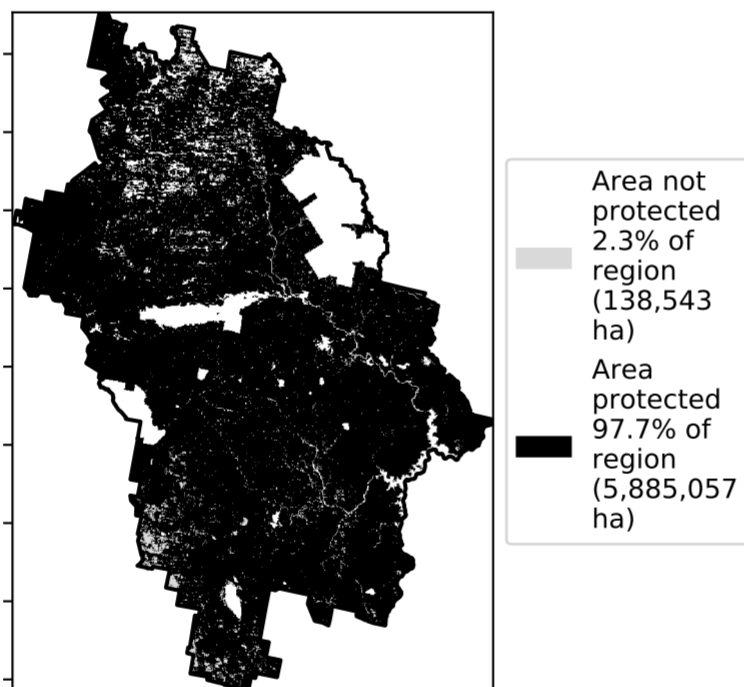 Area not
protected
2.3% of
region
(138,543
ha)
Area
protected
97.7% of
region
(5,885,057
ha)